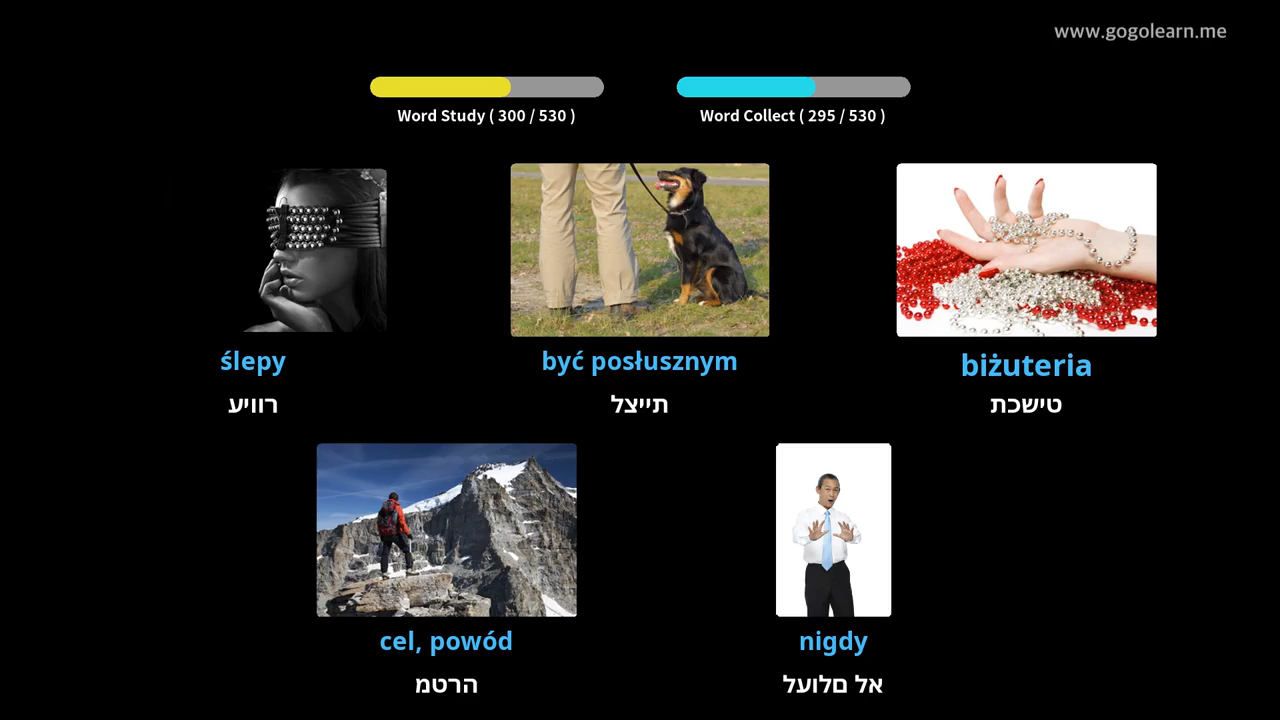 www.gogolearn.me
Word Study ( 300 / 530 )
Word Collect ( 295 / 530 )
ślepy
רוויע
być posłusznym
תייצל
biżuteria
טישכת
cel, powód
הרטמ
nigdy
אל םלועל